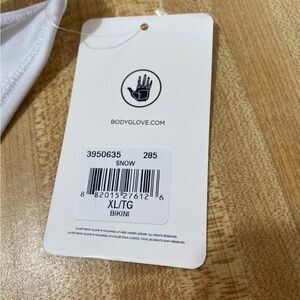 BODYGLOVE.COM
3950635 285
SNOW
8 82015 27612 6
XL/TG
BIKINI